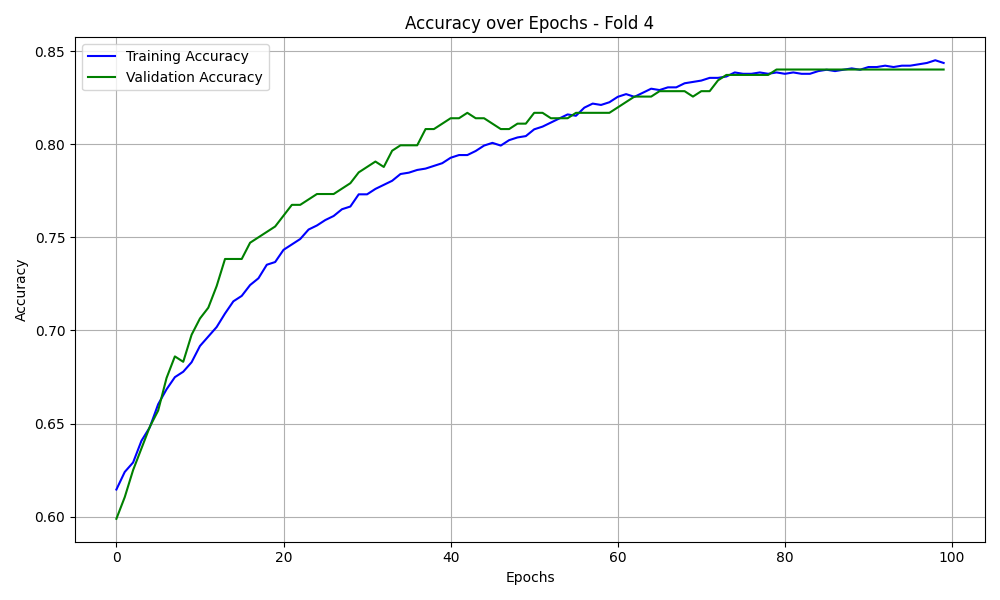 Accuracy over Epochs - Fold 4
Training Accuracy
Validation Accuracy
Accuracy
0.85
0.80
0.75
0.70
0.65
0.60
0 20 40 60 80 100
Epochs